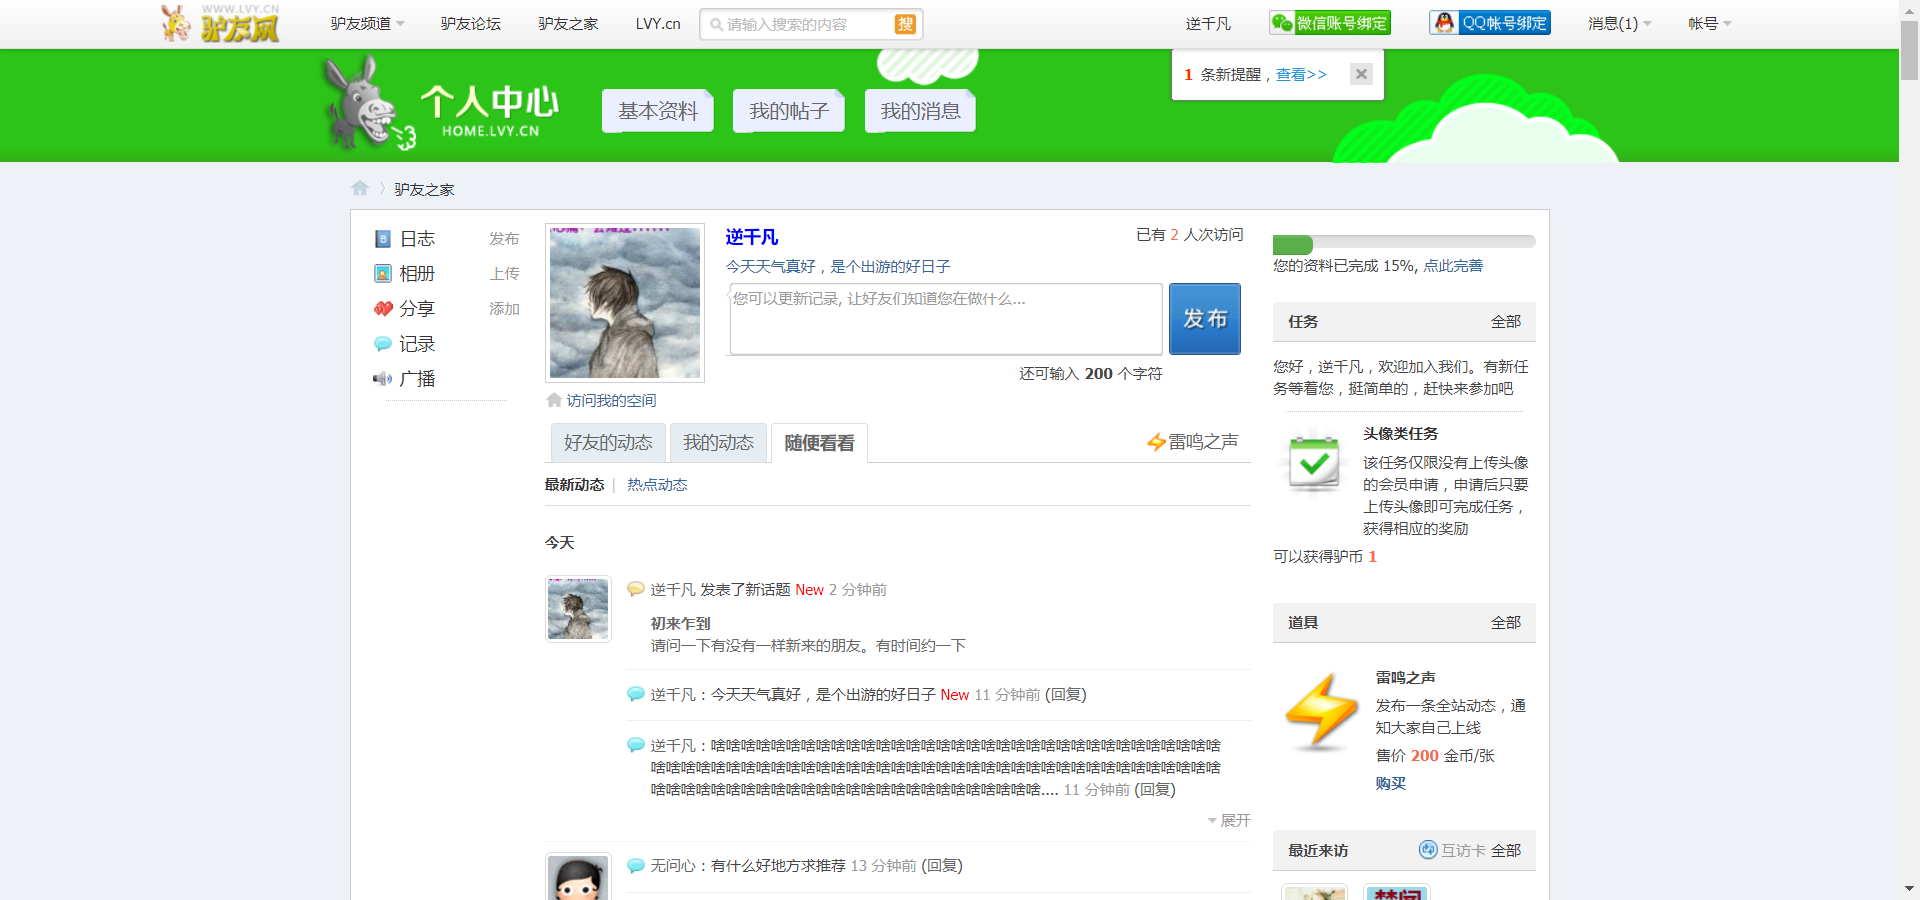 WWW.LVY.CN
驴友网
驴友频道
驴友论坛
驴友之家
LVY.cn
请输入搜索的内容
搜
逆千凡
微信账号绑定
QQ帐号绑定
消息(1)
帐号
1 条新提醒，查看>>
个人中心
HOME.LVY.CN
基本资料
我的帖子
我的消息
驴友之家
日志 发布
相册 上传
分享 添加
记录
广播
逆千凡
已有 2 人次访问
今天天气真好，是个出游的好日子
您可以更新记录, 让好友们知道您在做什么...
发布
还可输入 200 个字符
访问我的空间
好友的动态
我的动态
随便看看
雷鸣之声
最新动态 | 热点动态
今天
逆千凡 发表了新话题 New 2 分钟前
初来乍到
请问一下有没有一样新来的朋友。有时间约一下
逆千凡：今天天气真好，是个出游的好日子 New 11 分钟前 (回复)
逆千凡：啥啥啥啥啥啥啥啥啥啥啥啥啥啥啥啥啥啥啥啥啥啥啥啥啥啥啥啥啥啥啥啥啥啥
啥啥啥啥啥啥啥啥啥啥啥啥啥啥啥啥啥啥啥啥啥啥啥啥啥啥啥啥啥啥啥啥啥啥啥啥啥啥
啥啥啥啥啥啥啥啥啥啥啥啥啥啥啥啥啥啥啥啥啥啥啥啥啥啥.... 11 分钟前 (回复)
展开
无问心：有什么好地方求推荐 13 分钟前 (回复)
您的资料已完成 15%, 点此完善
任务 全部
您好，逆千凡，欢迎加入我们。有新任
务等着您，挺简单的，赶快来参加吧
头像类任务
该任务仅限没有上传头像
的会员申请，申请后只要
上传头像即可完成任务，
获得相应的奖励
可以获得驴币 1
道具 全部
雷鸣之声
发布一条全站动态，通
知大家自己上线
售价 200 金币/张
购买
最近来访 互访卡 全部